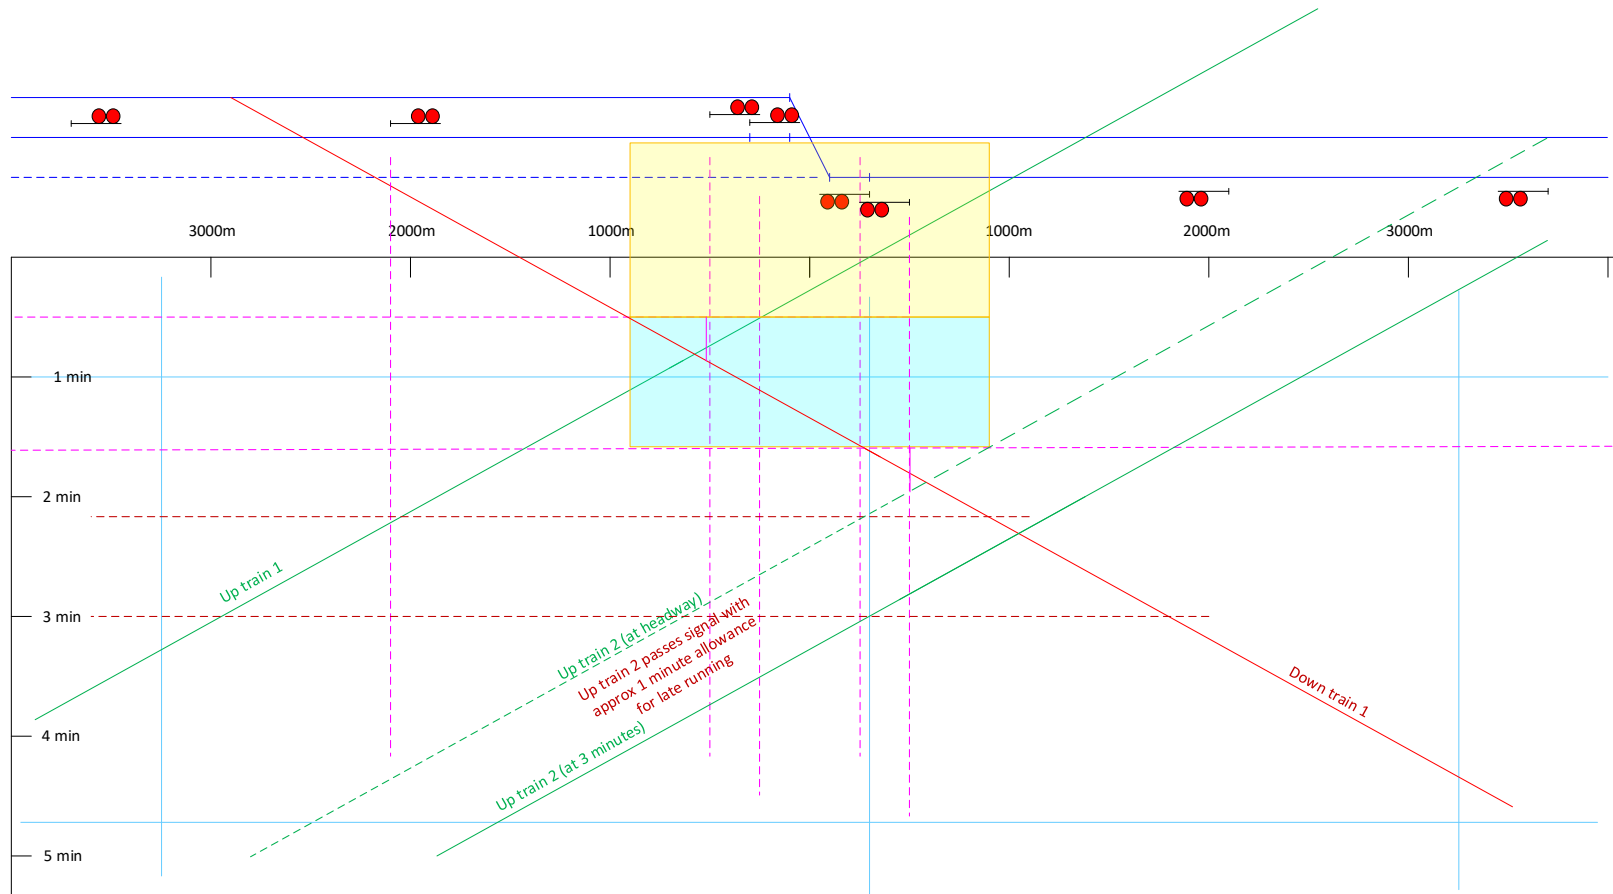 3000m
2000m
1000m
1000m
2000m
3000m
1 min
2 min
3 min
4 min
5 min
Up train 1
Up train 2 (at headway)
Up train 2 passes signal with
approx 1 minute allowance
for late running
Up train 2 (at 3 minutes)
Down train 1